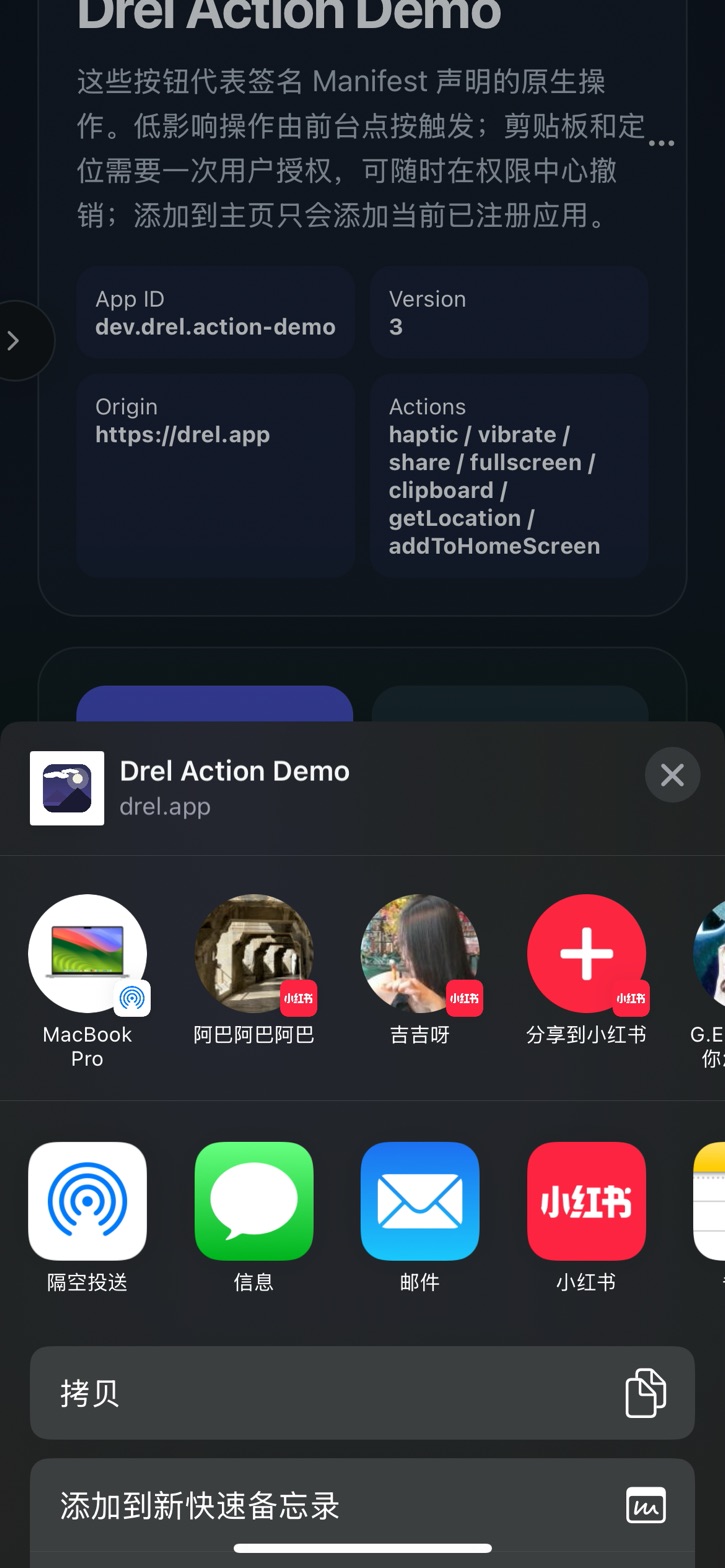 Drel Action Demo
这些按钮代表签名 Manifest 声明的原生操
作。低影响操作由前台点按触发；剪贴板和定
位需要一次用户授权，可随时在权限中心撤
销；添加到主页只会添加当前已注册应用。
App ID
dev.drel.action-demo
Version
3
Origin
https://drel.app
Actions
haptic / vibrate /
share / fullscreen /
clipboard /
getLocation /
addToHomeScreen
Drel Action Demo
drel.app
小红书
小红书
小红书
MacBook
Pro
阿巴阿巴阿巴
吉吉呀
分享到小红书
G.E
你
小红书
隔空投送
信息
邮件
小红书
拷贝
添加到新快速备忘录